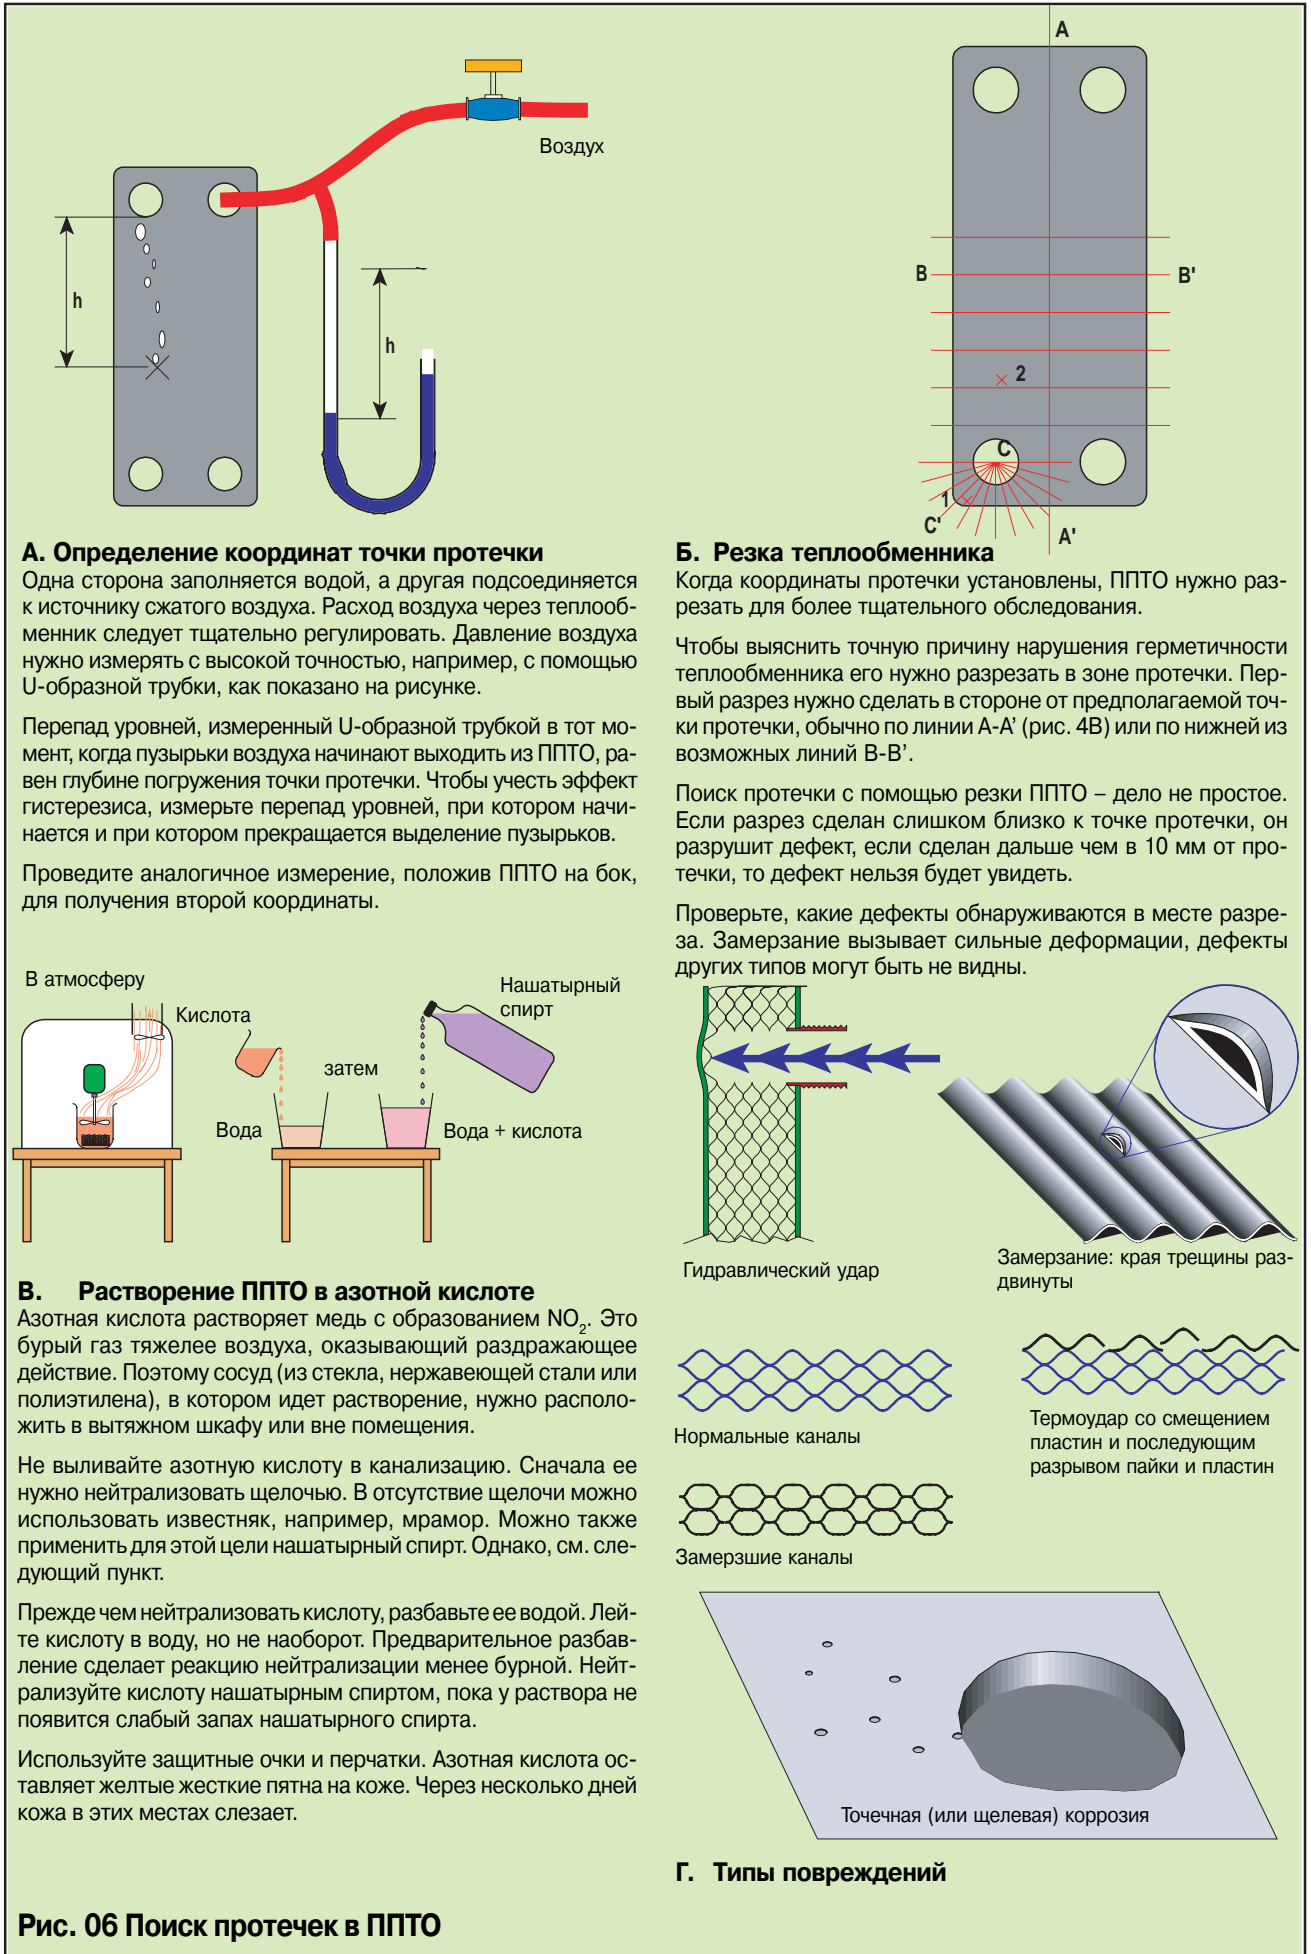 Воздух
h
h
A
B
B'
2
C
1
C'
A'
А. Определение координат точки протечки
Одна сторона заполняется водой, а другая подсоединяется
к источнику сжатого воздуха. Расход воздуха через теплооб-
менник следует тщательно регулировать. Давление воздуха
нужно измерять с высокой точностью, например, с помощью
U-образной трубки, как показано на рисунке.
Перепад уровней, измеренный U-образной трубкой в тот мо-
мент, когда пузырьки воздуха начинают выходить из ППТО, ра-
вен глубине погружения точки протечки. Чтобы учесть эффект
гистерезиса, измерьте перепад уровней, при котором начи-
нается и при котором прекращается выделение пузырьков.
Проведите аналогичное измерение, положив ППТО на бок,
для получения второй координаты.
Б. Резка теплообменника
Когда координаты протечки установлены, ППТО нужно раз-
резать для более тщательного обследования.
Чтобы выяснить точную причину нарушения герметичности
теплообменника его нужно разрезать в зоне протечки. Пер-
вый разрез нужно сделать в стороне от предполагаемой точ-
ки протечки, обычно по линии А-А’ (рис. 4В) или по нижней из
возможных линий В-В’.
Поиск протечки с помощью резки ППТО – дело не простое.
Если разрез сделан слишком близко к точке протечки, он
разрушит дефект, если сделан дальше чем в 10 мм от про-
течки, то дефект нельзя будет увидеть.
Проверьте, какие дефекты обнаруживаются в месте разре-
за. Замерзание вызывает сильные деформации, дефекты
других типов могут быть не видны.
В атмосферу
Кислота
затем
Нашатырный
спирт
Вода
Вода + кислота
В. Растворение ППТО в азотной кислоте
Азотная кислота растворяет медь с образованием NO₂. Это
бурый газ тяжелее воздуха, оказывающий раздражающее
действие. Поэтому сосуд (из стекла, нержавеющей стали или
полиэтилена), в котором идет растворение, нужно располо-
жить в вытяжном шкафу или вне помещения.
Не выливайте азотную кислоту в канализацию. Сначала ее
нужно нейтрализовать щелочью. В отсутствие щелочи можно
использовать известняк, например, мрамор. Можно также
применить для этой цели нашатырный спирт. Однако, см. сле-
дующий пункт.
Прежде чем нейтрализовать кислоту, разбавьте ее водой. Лей-
те кислоту в воду, но не наоборот. Предварительное разбав-
ление сделает реакцию нейтрализации менее бурной. Нейт-
рализуйте кислоту нашатырным спиртом, пока у раствора не
появится слабый запах нашатырного спирта.
Используйте защитные очки и перчатки. Азотная кислота ос-
тавляет желтые жесткие пятна на коже. Через несколько дней
кожа в этих местах слезает.
Гидравлический удар
Замерзание: края трещины раз-
двинуты
Нормальные каналы
Термоудар со смещением
пластин и последующим
разрывом пайки и пластин
Замерзшие каналы
Точечная (или щелевая) коррозия
Г. Типы повреждений
Рис. 06 Поиск протечек в ППТО